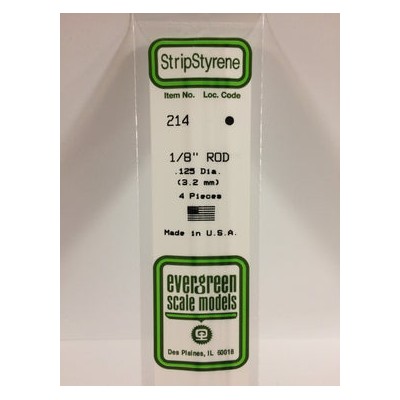 StripStyrene
Item No. Loc. Code
214
1/8" ROD
.125 Dia.
(3.2 mm)
4 Pieces
Made in U.S.A.
evergreen
scale models
Des Plaines, IL 60018